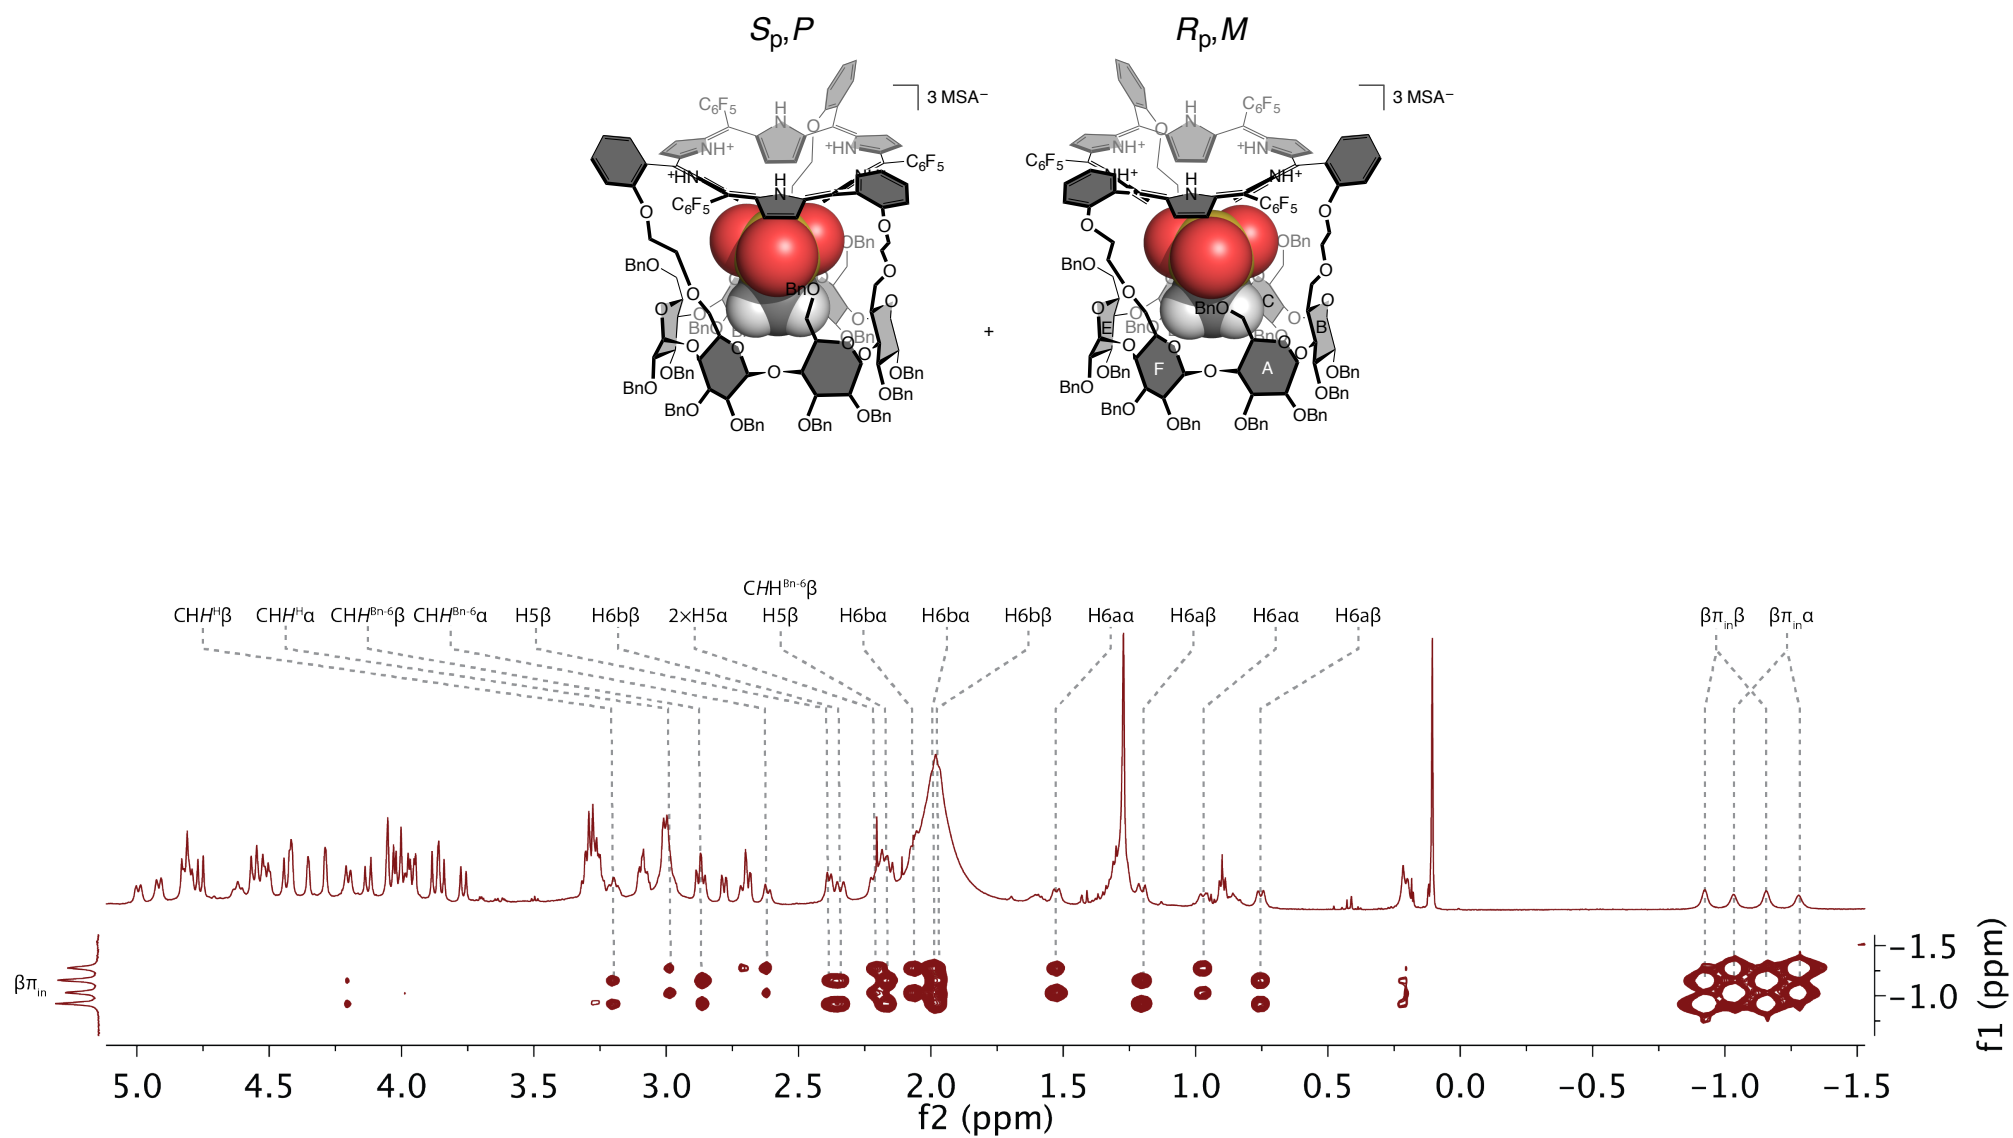 Sp,P
Rp,M
3 MSA–
3 MSA–
C6F5
H
N
O
NH+
+HN
C6F5
+HN
H
N
C6F5
O
O
OBn
BnO
O
O
BnO
O
O
BnO
O
O
O
OBn
O
O
O
O
OBn
BnO
OBn
OBn
BnO
OBn
OBn
OBn
+
H
N
C6F5
O
NH+
+HN
C6F5
NH+
H
N
NH+
C6F5
O
O
OBn
BnO
O
O
BnO
C
O
O
E
BnO
O
O
B
BnO
O
O
O
O
F
O
A
OBn
OBn
BnO
OBn
BnO
OBn
OBn
OBn
CHHBn-6β
CHHHβ CHHHα CHHBn-6β CHHBn-6α H5β H6bβ 2×H5α H5β H6bα H6bα H6bβ H6aα H6aβ H6aα H6aβ βπinβ βπinα
βπin
−1.5
−1.0
f1 (ppm)
5.0 4.5 4.0 3.5 3.0 2.5 2.0 1.5 1.0 0.5 0.0 −0.5 −1.0 −1.5
f2 (ppm)